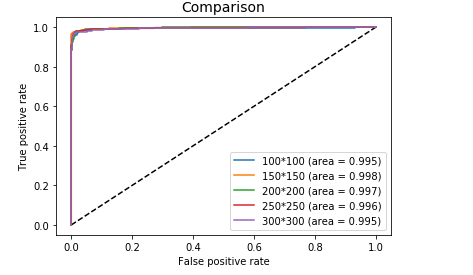 Comparison
1.0
0.8
0.6
0.4
0.2
0.0
True positive rate
100*100 (area = 0.995)
150*150 (area = 0.998)
200*200 (area = 0.997)
250*250 (area = 0.996)
300*300 (area = 0.995)
0.0 0.2 0.4 0.6 0.8 1.0
False positive rate